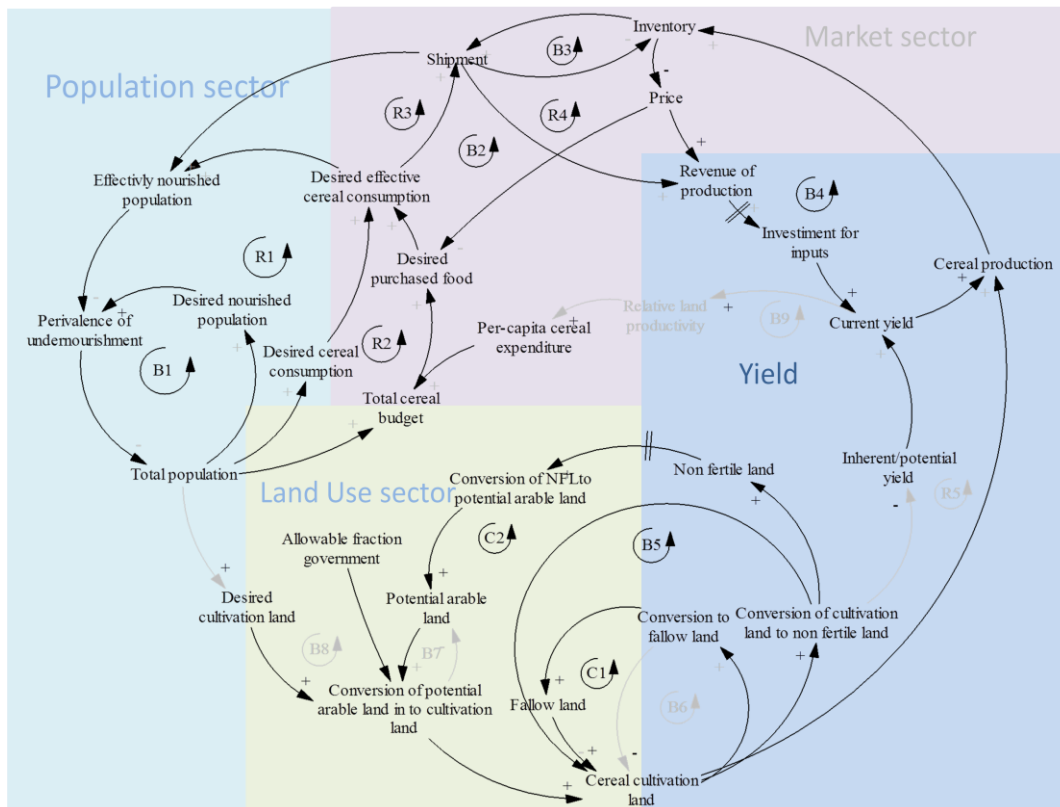 Inventory
Market sector
B3
Shipment
Population sector
-
Price
R3
R4
B2
+
Effectivly nourished
population
Desired effective
cereal consumption
Revenue of
production
B4
Investiment for
inputs
R1
Desired
purchased food
Cereal production
+
Desired nourished
population
Perivalence of
undernourishment
+
Relative land
productivity
+
+
B9
+
Current yield
+
Per-capita cereal
expenditure
R2
Desired cereal
consumption
B1
Yield
Total cereal
budget
Total population
Land Use sector
Conversion of NFLto
potential arable land
Non fertile land
+
Inherent/potential
yield
R5
-
Allowable fraction
government
C2
B5
+
Desired
cultivation land
+
Potential arable
land
Conversion to
fallow land
Conversion of cultivation
land to non fertile land
B8
B7
+
+
C1
+
Conversion of potential
arable land in to cultivation
land
Fallow land
B6
+
-
+
Cereal cultivation
land